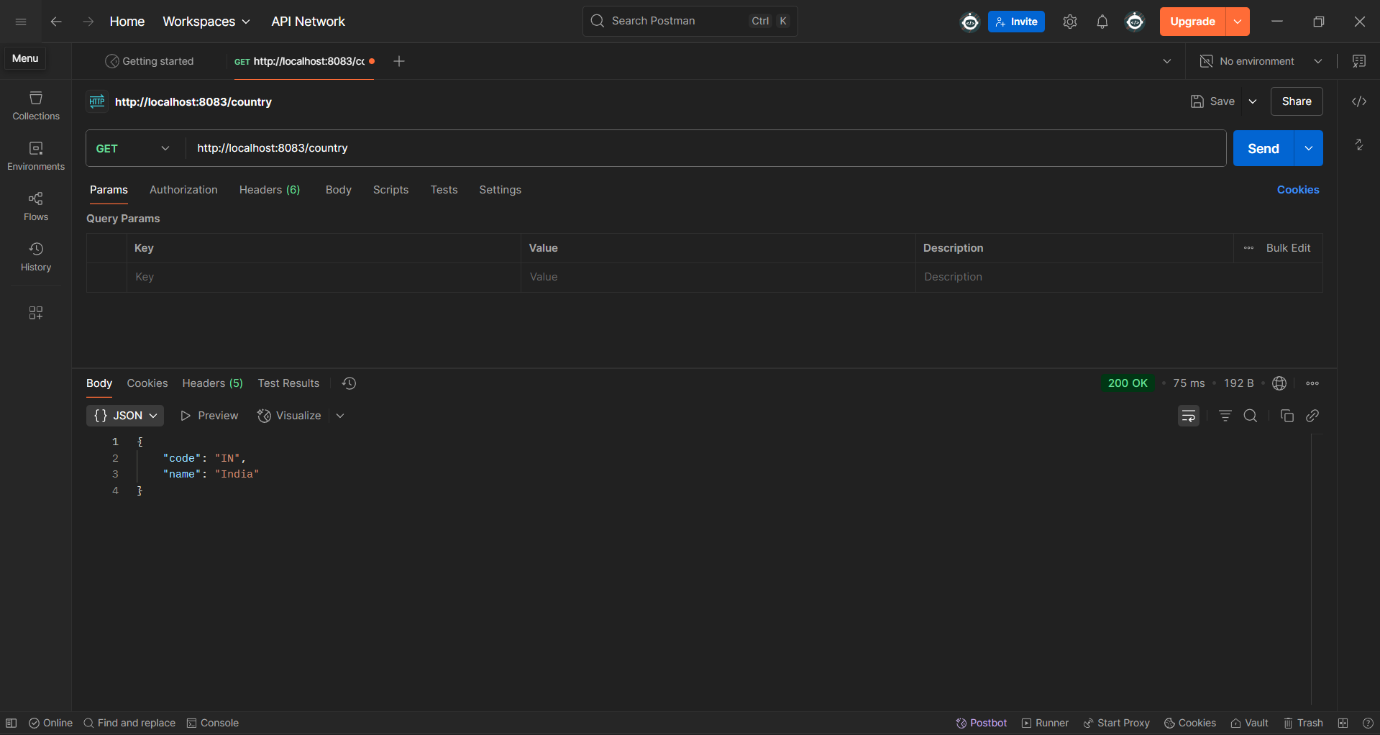 Home Workspaces API Network Search Postman Ctrl K Invite Upgrade
Menu
Getting started GET http://localhost:8083/cc No environment
HTTP http://localhost:8083/country Save Share
GET http://localhost:8083/country Send
Collections
Environments
Flows
History
Params Authorization Headers (6) Body Scripts Tests Settings Cookies
Query Params
Key Value Description Bulk Edit
Key Value Description
Body Cookies Headers (5) Test Results 200 OK 75 ms 192 B
{} JSON Preview Visualize
1 {
2 "code": "IN",
3 "name": "India"
4 }
Online Find and replace Console Postbot Runner Start Proxy Cookies Vault Trash